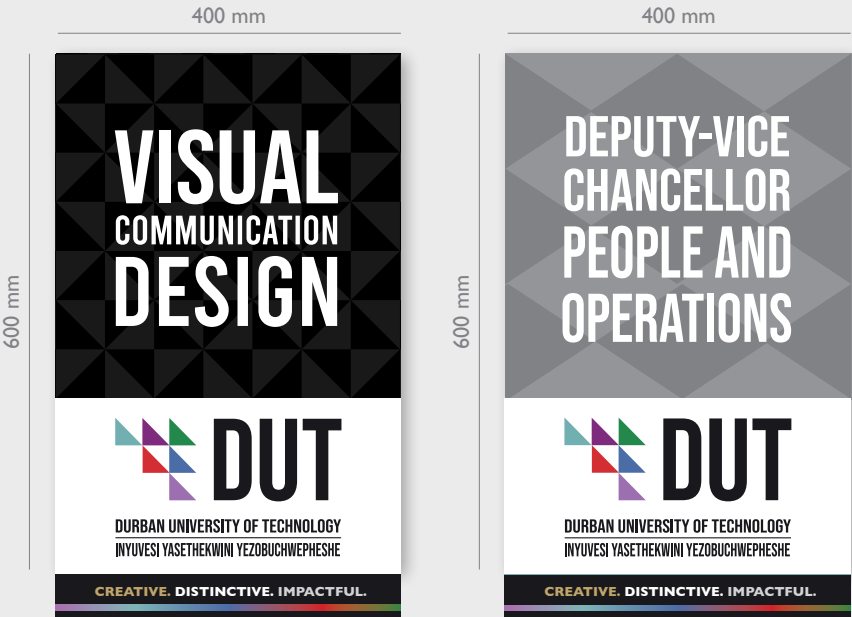 400 mm
600 mm
VISUAL
COMMUNICATION
DESIGN
DUT
DURBAN UNIVERSITY OF TECHNOLOGY
INYUVESI YASETHEKWINI YEZOBUCHWEPHESHE
CREATIVE. DISTINCTIVE. IMPACTFUL.
400 mm
600 mm
DEPUTY-VICE
CHANCELLOR
PEOPLE AND
OPERATIONS
DUT
DURBAN UNIVERSITY OF TECHNOLOGY
INYUVESI YASETHEKWINI YEZOBUCHWEPHESHE
CREATIVE. DISTINCTIVE. IMPACTFUL.